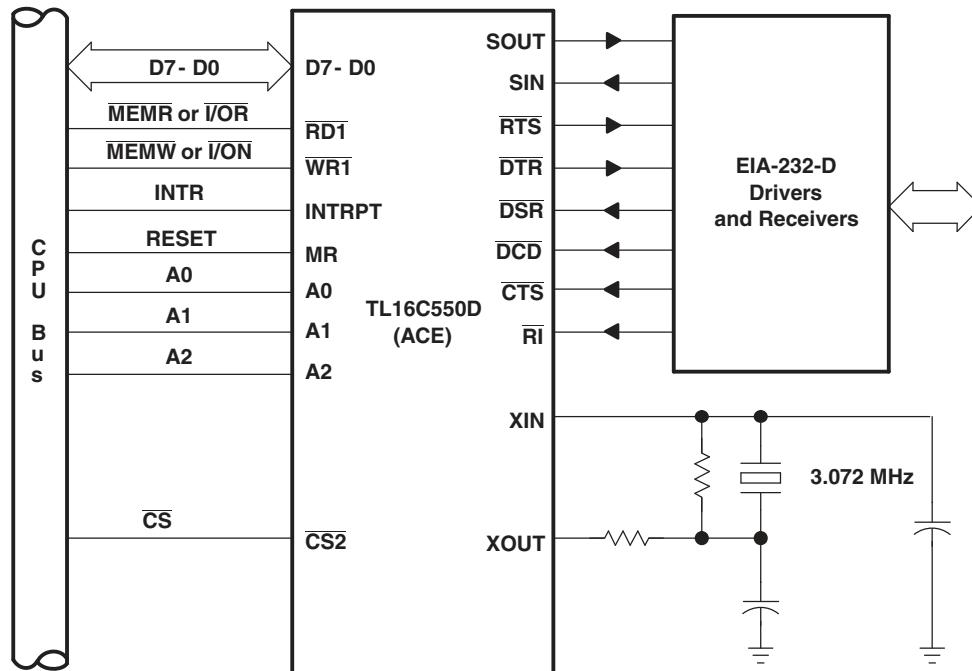 SOUT
D7- D0
D7- D0
SIN
MEMR or I/OR
RD1
RTS
MEMW or I/ON
WR1
DTR
EIA-232-D
Drivers
and Receivers
INTR
INTRPT
DSR
RESET
MR
DCD
A0
A0
CTS
TL16C550D
(ACE)
A1
A1
RI
A2
A2
CPU Bus
XIN
3.072 MHz
CS
CS2
XOUT